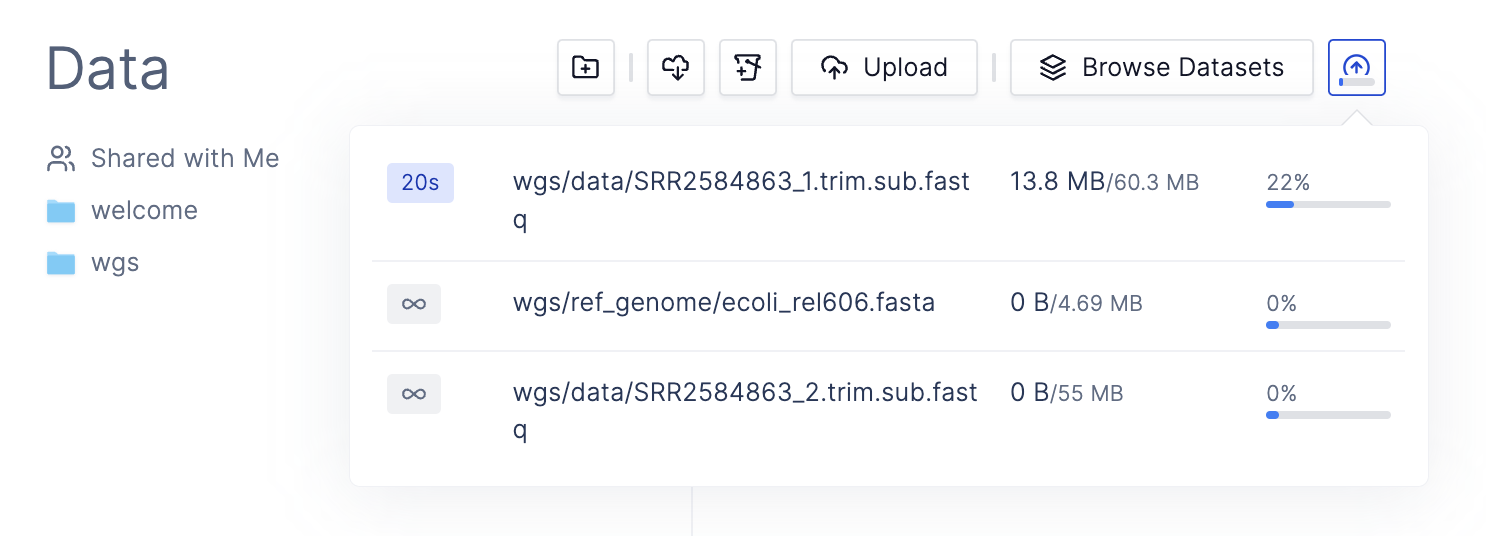 Data
Upload
Browse Datasets
Shared with Me
welcome
wgs
20s
wgs/data/SRR2584863_1.trim.sub.fast
q
13.8 MB/60.3 MB
22%
∞
wgs/ref_genome/ecoli_rel606.fasta
0 B/4.69 MB
0%
∞
wgs/data/SRR2584863_2.trim.sub.fast
q
0 B/55 MB
0%